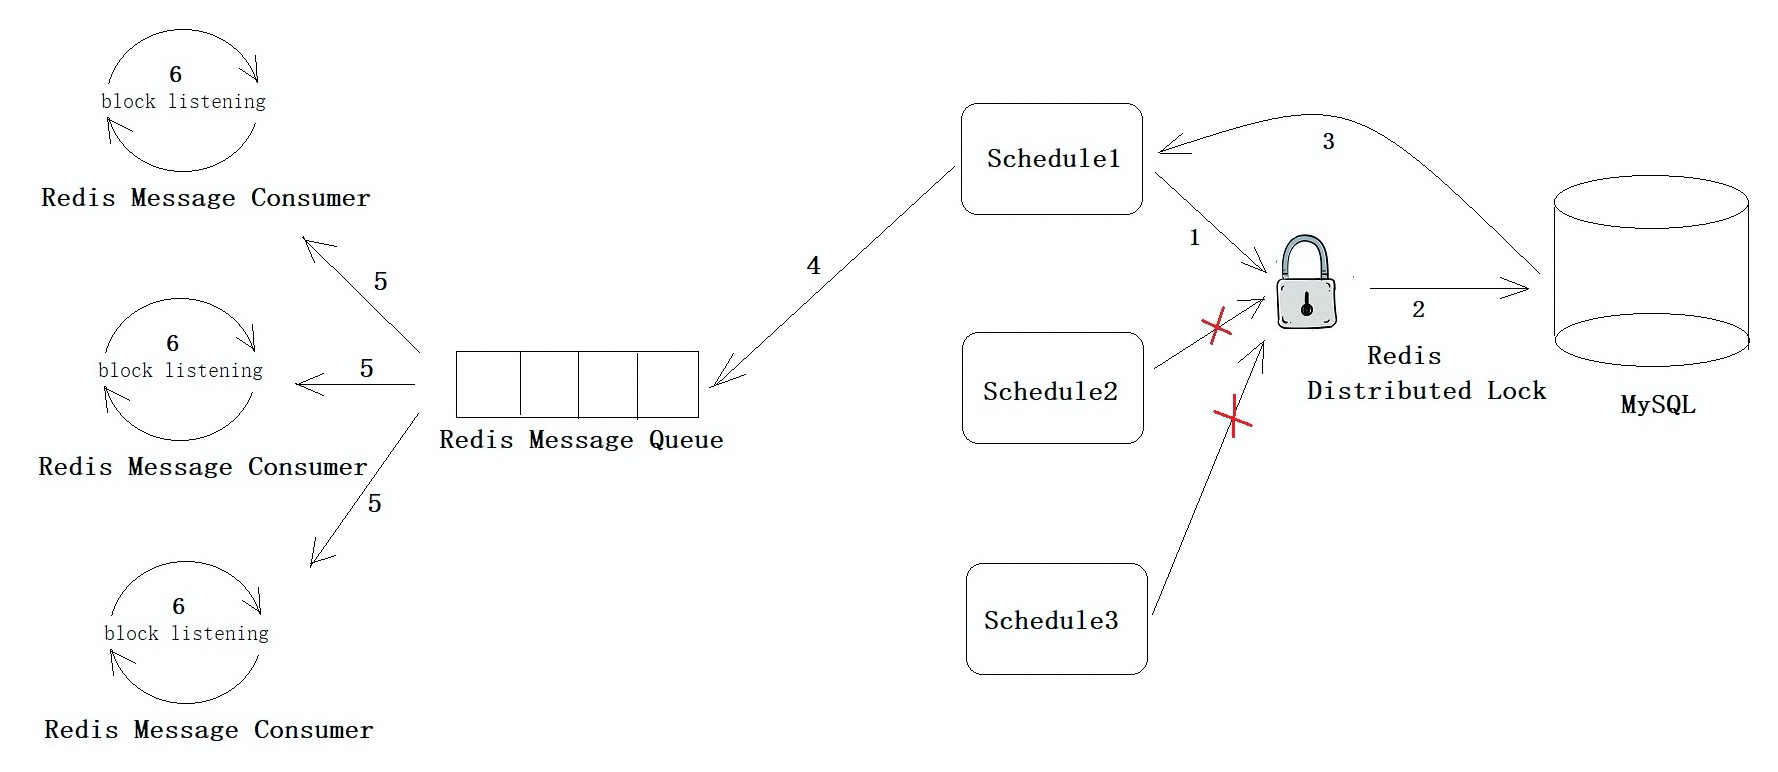 6
block listening
Redis Message Consumer
5
6
block listening
Redis Message Consumer
5
5
6
block listening
Redis Message Consumer
Redis Message Queue
4
Schedule1
Schedule2
Schedule3
1
3
2
Redis
Distributed Lock
MySQL